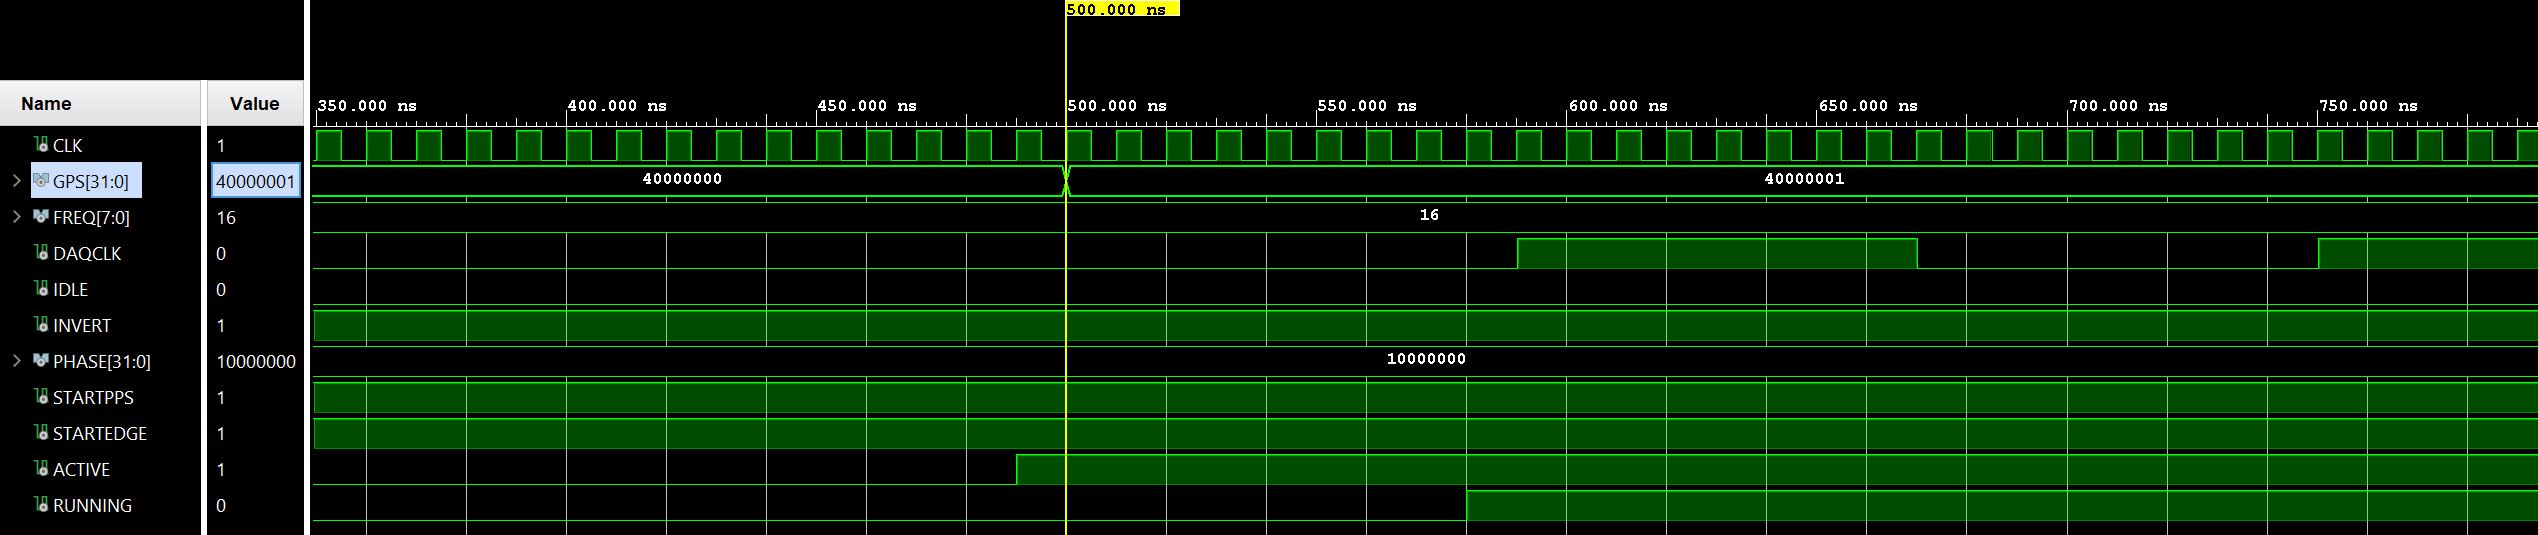 500.000 ns
Name Value
350.000 ns 400.000 ns 450.000 ns 500.000 ns 550.000 ns 600.000 ns 650.000 ns 700.000 ns 750.000 ns
CLK 1
GPS[31:0] 40000001 40000000 40000001
FREQ[7:0] 16 16
DAQCLK 0
IDLE 0
INVERT 1
PHASE[31:0] 10000000 10000000
STARTPPS 1
STARTEDGE 1
ACTIVE 1
RUNNING 0